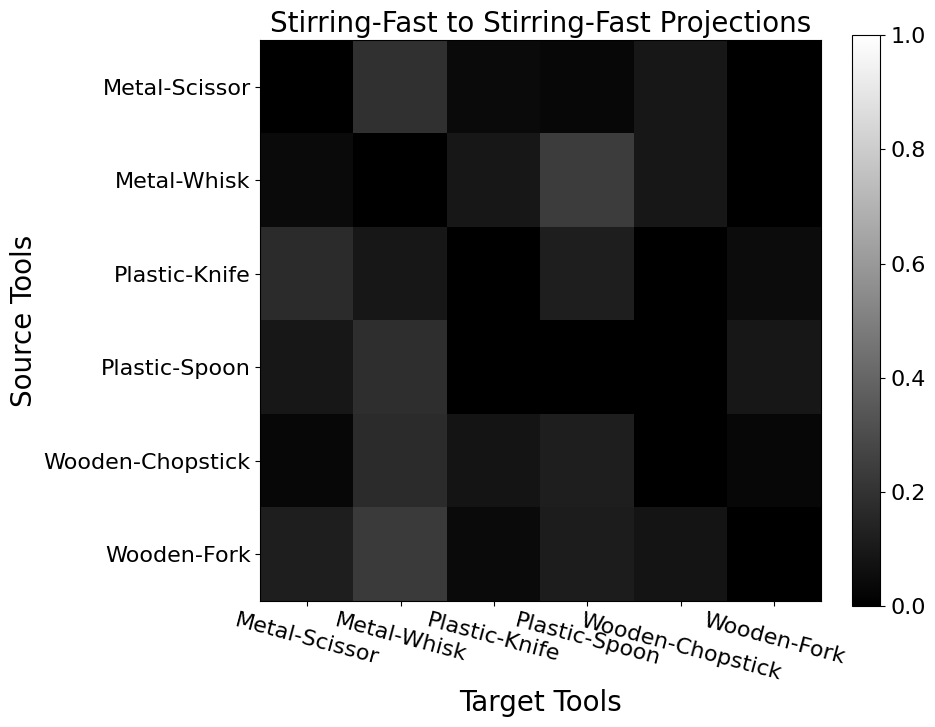 Stirring-Fast to Stirring-Fast Projections
Source Tools
Metal-Scissor
Metal-Whisk
Plastic-Knife
Plastic-Spoon
Wooden-Chopstick
Wooden-Fork
Metal-Scissor
Metal-Whisk
Plastic-Knife
Plastic-Spoon
Wooden-Chopstick
Wooden-Fork
Target Tools
1.0
0.8
0.6
0.4
0.2
0.0